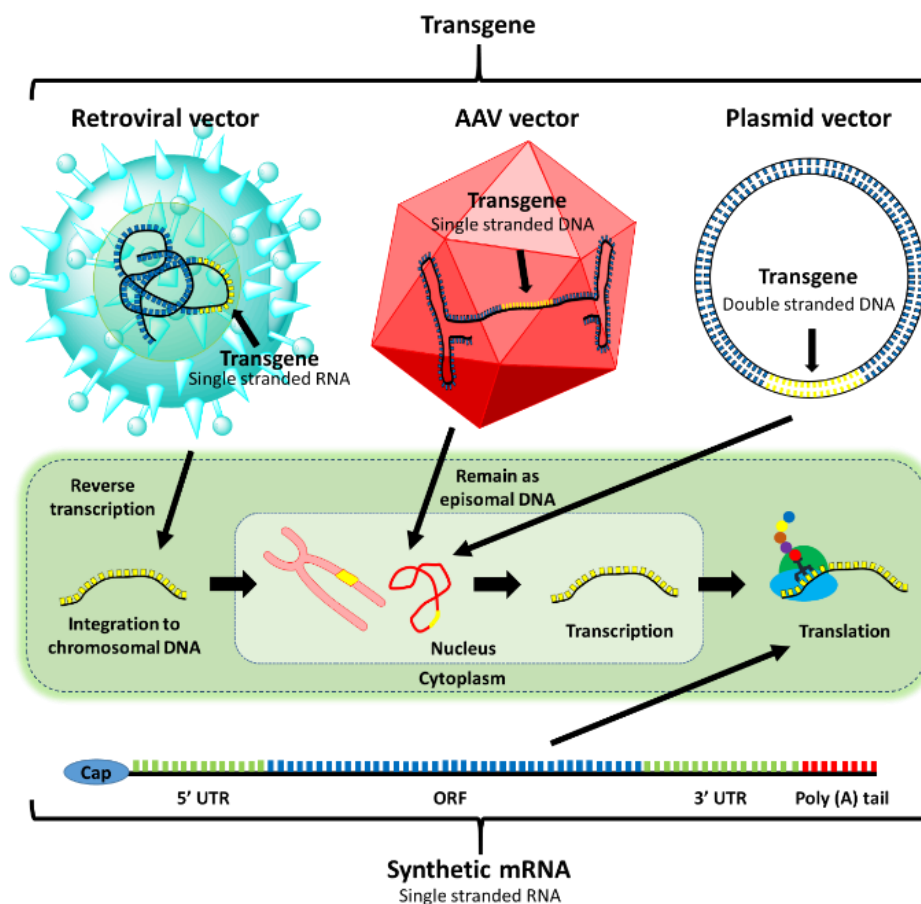 Transgene
Retroviral vector
AAV vector
Plasmid vector
Transgene
Single stranded RNA
Transgene
Single stranded DNA
Transgene
Double stranded DNA
Reverse
transcription
Remain as
episomal DNA
Integration to
chromosomal DNA
Transcription
Translation
Nucleus
Cytoplasm
Cap
5' UTR
ORF
3' UTR
Poly (A) tail
Synthetic mRNA
Single stranded RNA